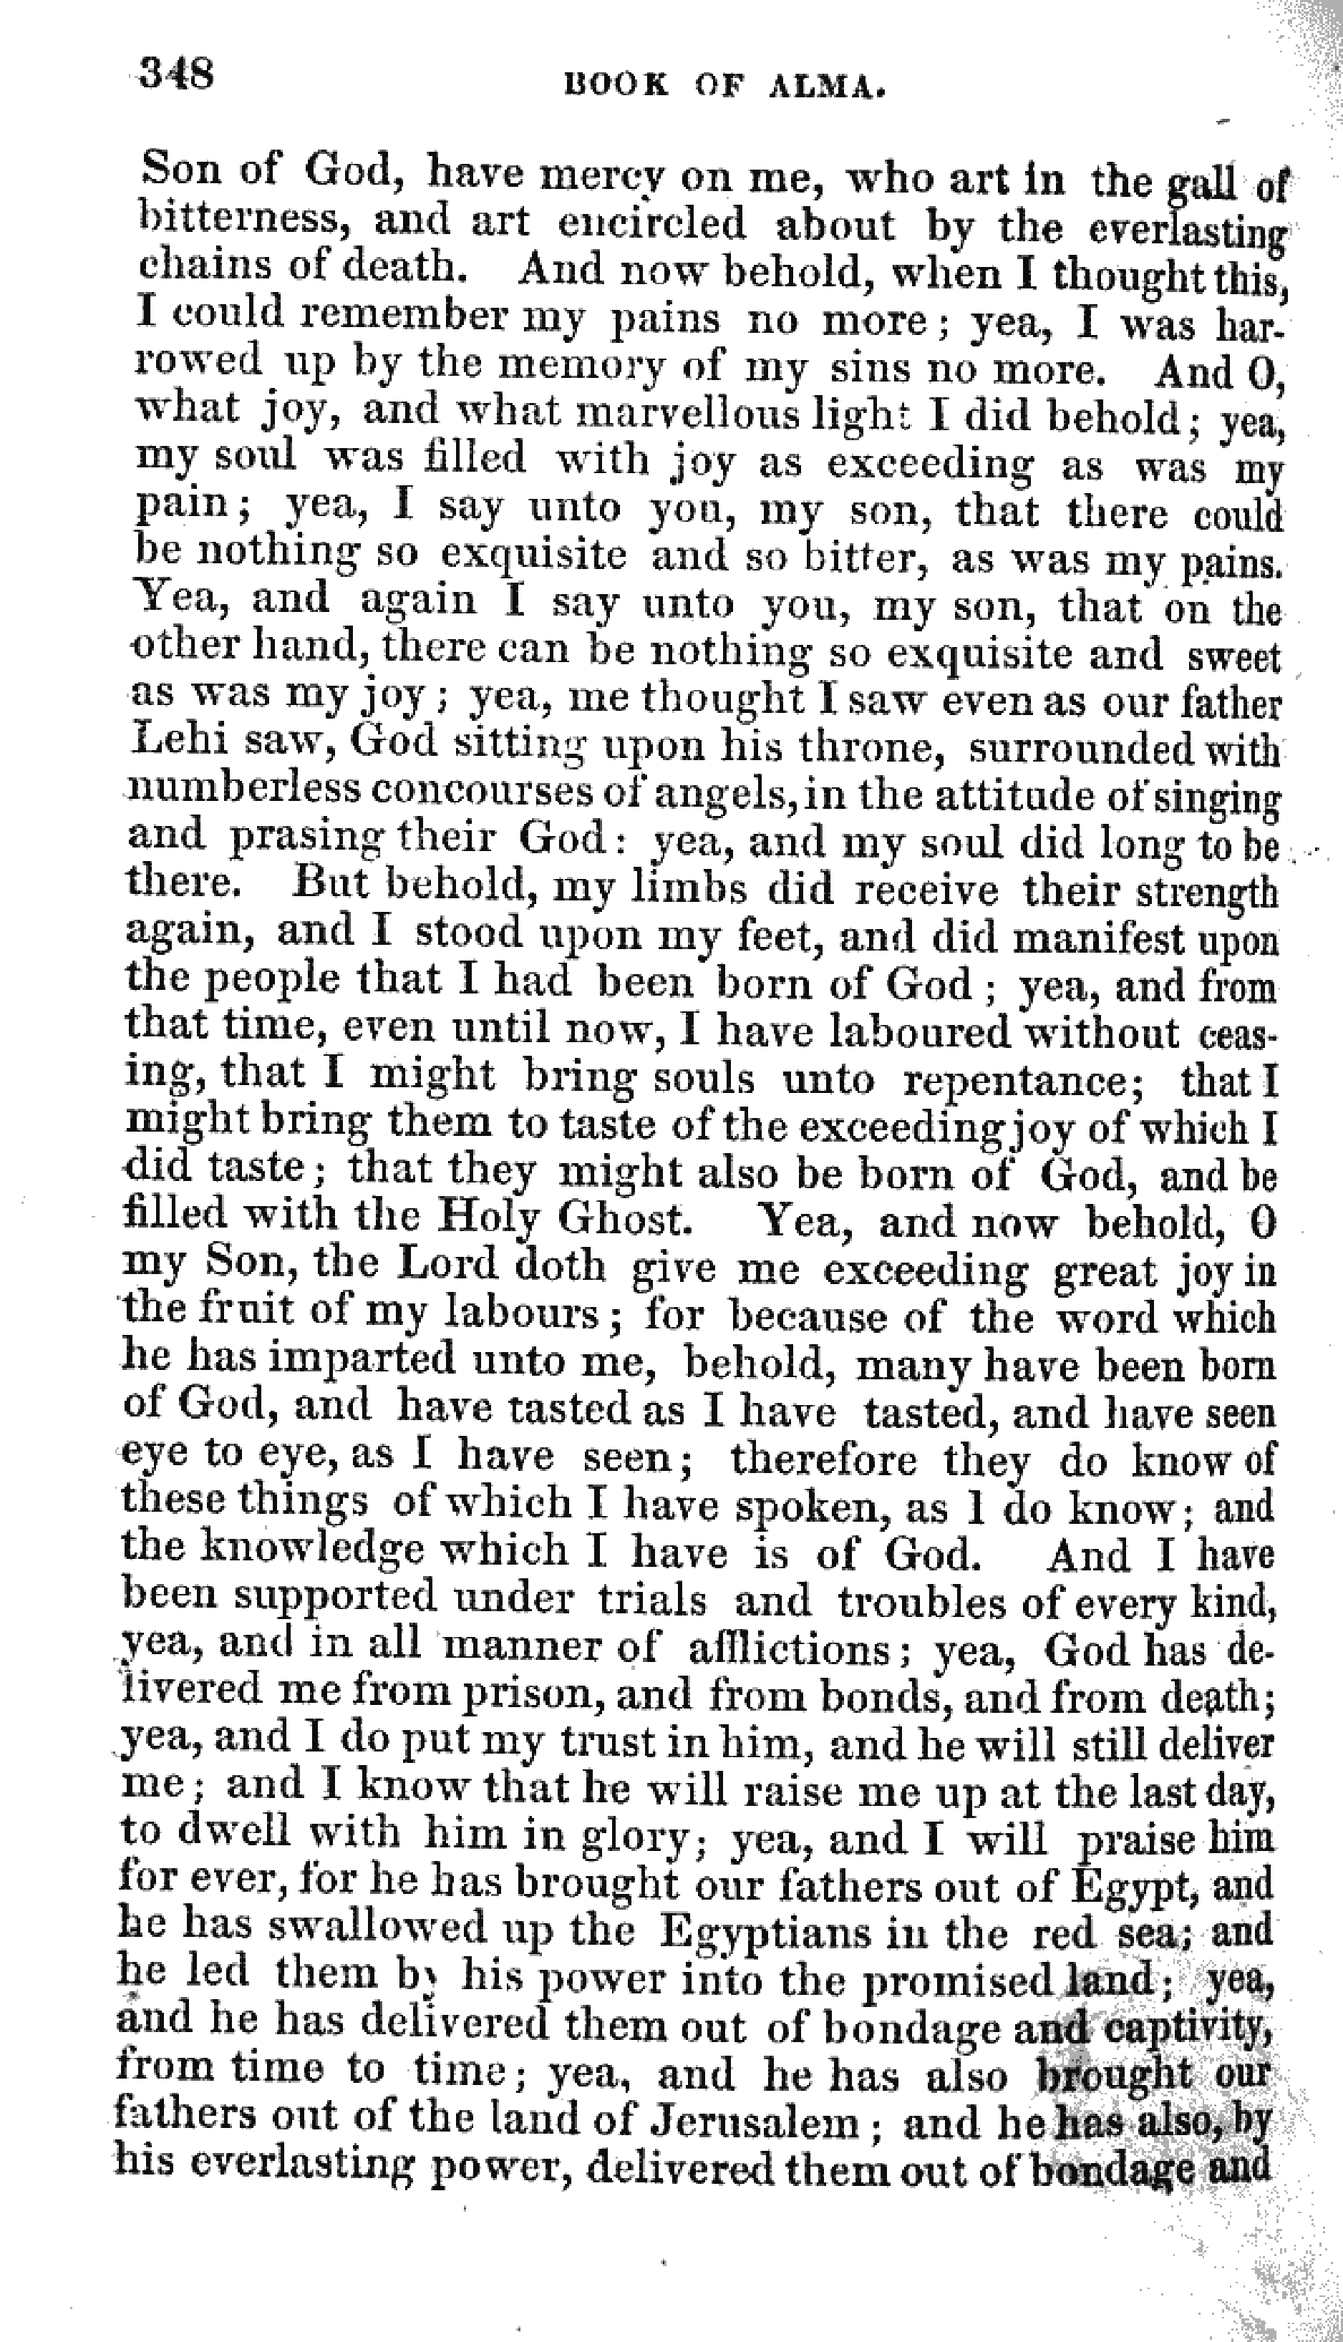 348
BOOK OF ALMA.
Son of God, have mercy on me, who art in the gall of
bitterness, and art encircled about by the everlasting
chains of death. And now behold, when I thought this,
I could remember my pains no more; yea, I was har-
rowed up by the memory of my sins no more. And O,
what joy, and what marvellous light I did behold; yea,
my soul was filled with joy as exceeding as was my
pain; yea, I say unto you, my son, that there could
be nothing so exquisite and so bitter, as was my pains.
Yea, and again I say unto you, my son, that on the
other hand, there can be nothing so exquisite and sweet
as was my joy; yea, me thought I saw even as our father
Lehi saw, God sitting upon his throne, surrounded with
numberless concourses of angels, in the attitude of singing
and prasing their God: yea, and my soul did long to be
there. But behold, my limbs did receive their strength
again, and I stood upon my feet, and did manifest upon
the people that I had been born of God; yea, and from
that time, even until now, I have laboured without ceas-
ing, that I might bring souls unto repentance; that I
might bring them to taste of the exceeding joy of which I
did taste; that they might also be born of God, and be
filled with the Holy Ghost. Yea, and now behold, O
my Son, the Lord doth give me exceeding great joy in
the fruit of my labours; for because of the word which
he has imparted unto me, behold, many have been born
of God, and have tasted as I have tasted, and have seen
eye to eye, as I have seen; therefore they do know of
these things of which I have spoken, as I do know; and
the knowledge which I have is of God. And I have
been supported under trials and troubles of every kind,
yea, and in all manner of afflictions; yea, God has de-
livered me from prison, and from bonds, and from death;
yea, and I do put my trust in him, and he will still deliver
me; and I know that he will raise me up at the last day,
to dwell with him in glory; yea, and I will praise him
for ever, for he has brought our fathers out of Egypt, and
he has swallowed up the Egyptians in the red sea; and
he led them by his power into the promised land; yea,
and he has delivered them out of bondage and captivity,
from time to time; yea, and he has also brought our
fathers out of the land of Jerusalem; and he has also, by
his everlasting power, delivered them out of bondage and